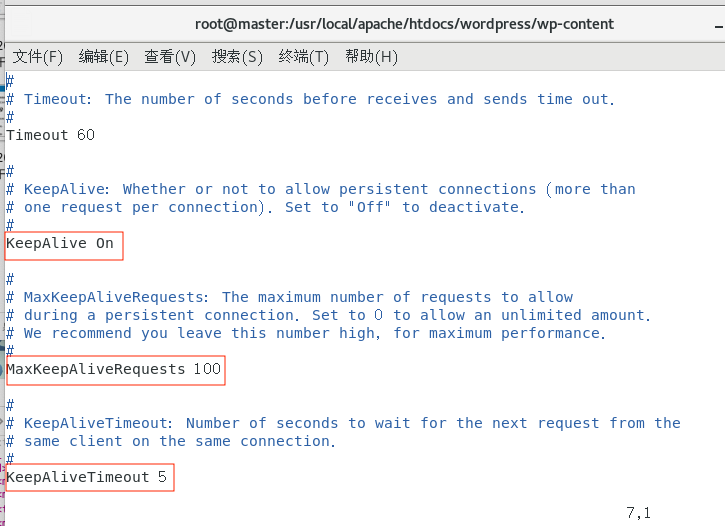 root@master:/usr/local/apache/htdocs/wordpress/wp-content
文件(F) 编辑(E) 查看(V) 搜索(S) 终端(T) 帮助(H)
#
# Timeout: The number of seconds before receives and sends time out.
#
Timeout 60
#
# KeepAlive: Whether or not to allow persistent connections (more than
# one request per connection). Set to "Off" to deactivate.
#
KeepAlive On
#
# MaxKeepAliveRequests: The maximum number of requests to allow
# during a persistent connection. Set to 0 to allow an unlimited amount.
# We recommend you leave this number high, for maximum performance.
#
MaxKeepAliveRequests 100
#
# KeepAliveTimeout: Number of seconds to wait for the next request from the
# same client on the same connection.
#
KeepAliveTimeout 5
7,1